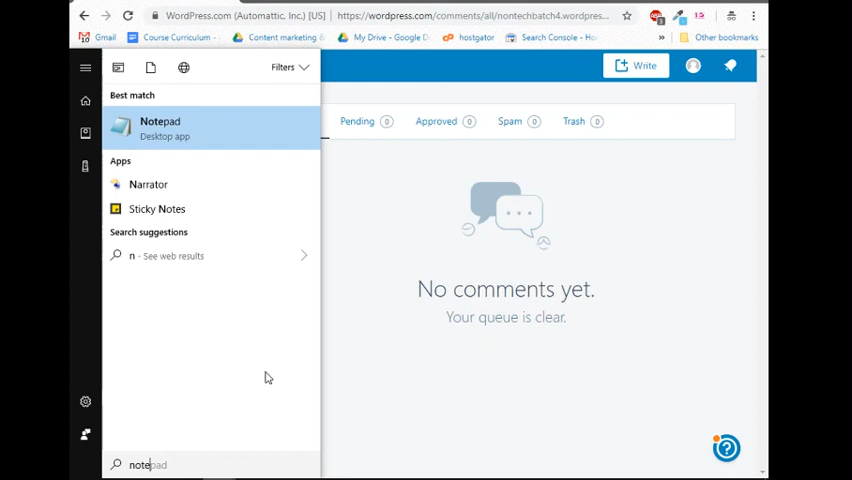 WordPress.com (Automattic, Inc.) [US] https://wordpress.com/comments/all/nontechbatch4.wordpres...
Gmail Course Curriculum - Content marketing & My Drive - Google D hostgator Search Console - Ho » Other bookmarks
Filters
Write
Best match
Notepad
Desktop app
Pending 0 Approved 0 Spam 0 Trash 0
Apps
Narrator
Sticky Notes
Search suggestions
n - See web results
No comments yet.
Your queue is clear.
notepad